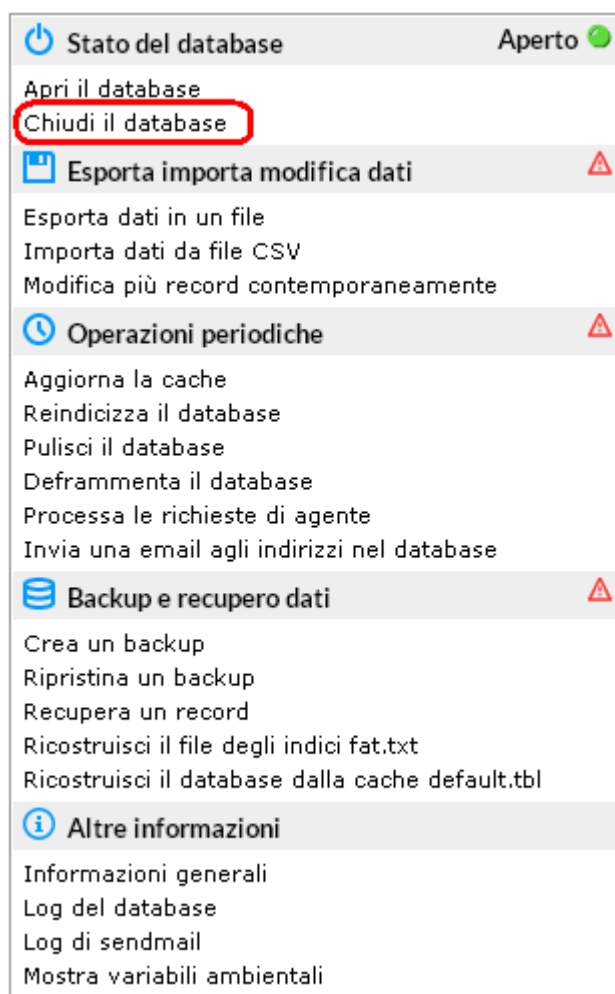 Stato del database Aperto
Apri il database
Chiudi il database
Esporta importa modifica dati
Esporta dati in un file
Importa dati da file CSV
Modifica più record contemporaneamente
Operazioni periodiche
Aggiorna la cache
Reindicizza il database
Pulisci il database
Deframmenta il database
Processa le richieste di agente
Invia una email agli indirizzi nel database
Backup e recupero dati
Crea un backup
Ripristina un backup
Recupera un record
Ricostruisci il file degli indici fat.txt
Ricostruisci il database dalla cache default.tbl
Altre informazioni
Informazioni generali
Log del database
Log di sendmail
Mostra variabili ambientali